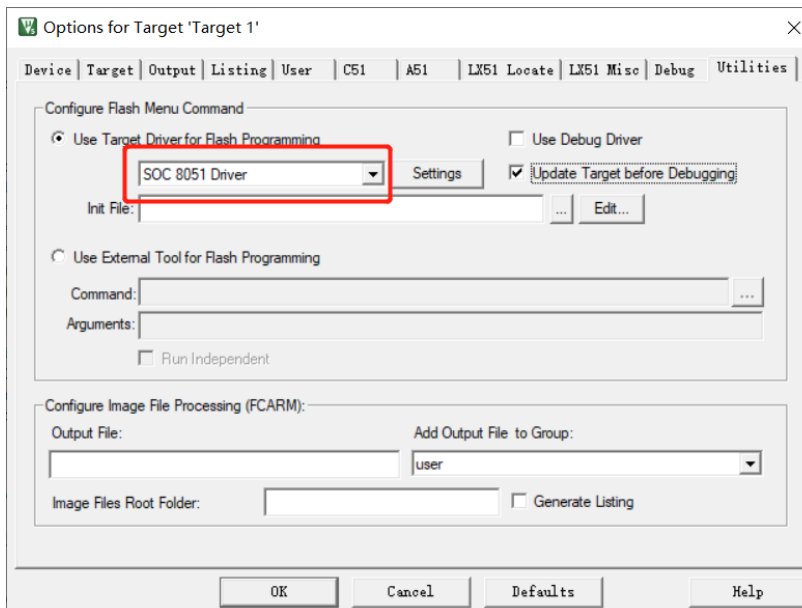 Options for Target 'Target 1'
Device Target Output Listing User C51 A51 LX51 Locate LX51 Misc Debug Utilities
Configure Flash Menu Command
Use Target Driver for Flash Programming Use Debug Driver
SOC 8051 Driver Settings Update Target before Debugging
Init File: ... Edit...
Use External Tool for Flash Programming
Command: ...
Arguments:
Run Independent
Configure Image File Processing (FCARM):
Output File: Add Output File to Group:
user
Image Files Root Folder: Generate Listing
OK Cancel Defaults Help